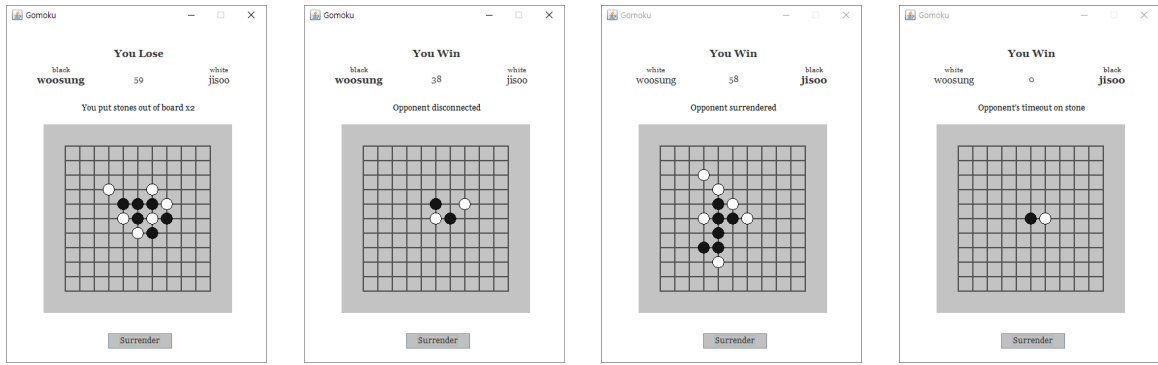 Gomoku
You Lose
black white
woosung 59 jisoo
You put stones out of board x2
Surrender
Gomoku
You Win
black white
woosung 38 jisoo
Opponent disconnected
Surrender
Gomoku
You Win
white black
woosung 58 jisoo
Opponent surrendered
Surrender
Gomoku
You Win
white black
woosung 0 jisoo
Opponent's timeout on stone
Surrender